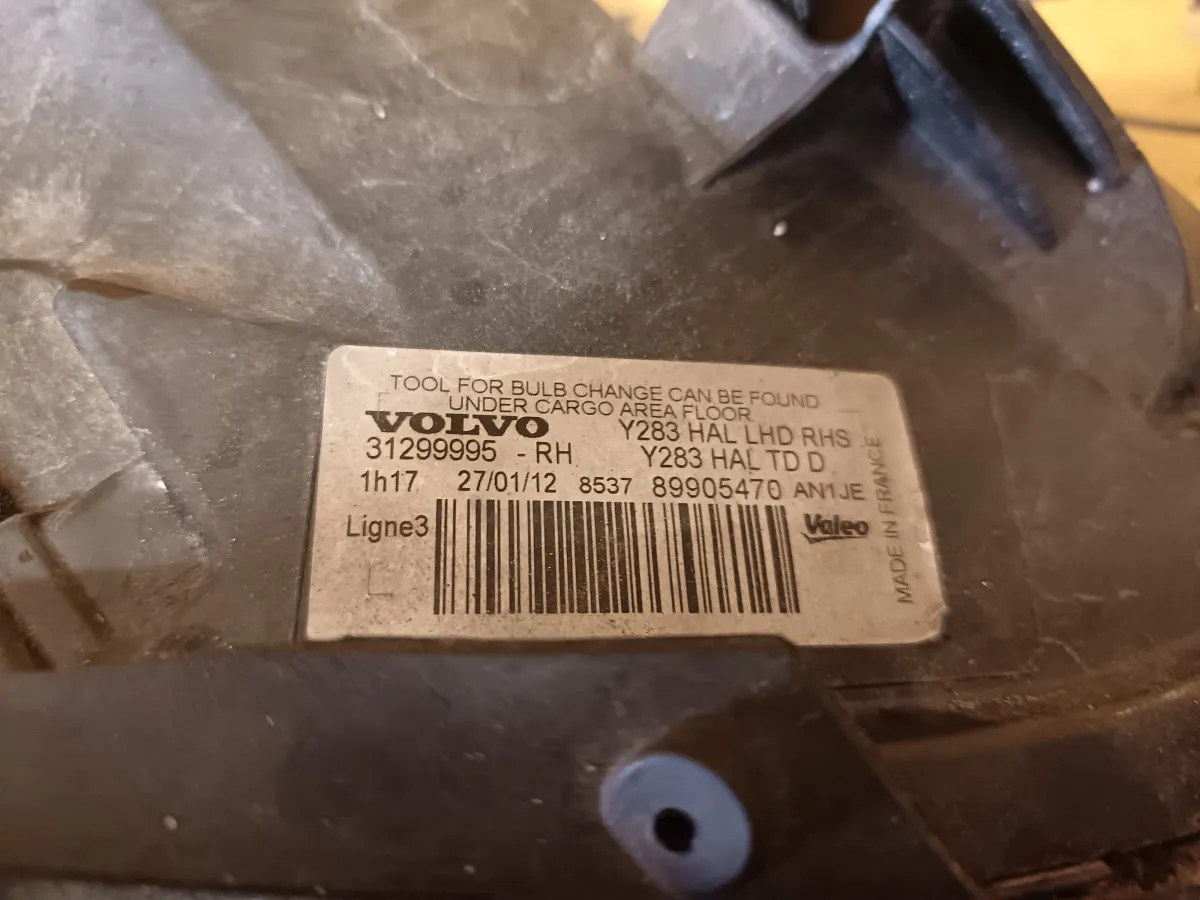 TOOL FOR BULB CHANGE CAN BE FOUND
UNDER CARGO AREA FLOOR
VOLVO Y283 HAL LHD RHS
31299995 - RH Y283 HAL TD D
1h17 27/01/12 8537 89905470 AN1JE
Ligne3 Valeo
MADE IN FRANCE